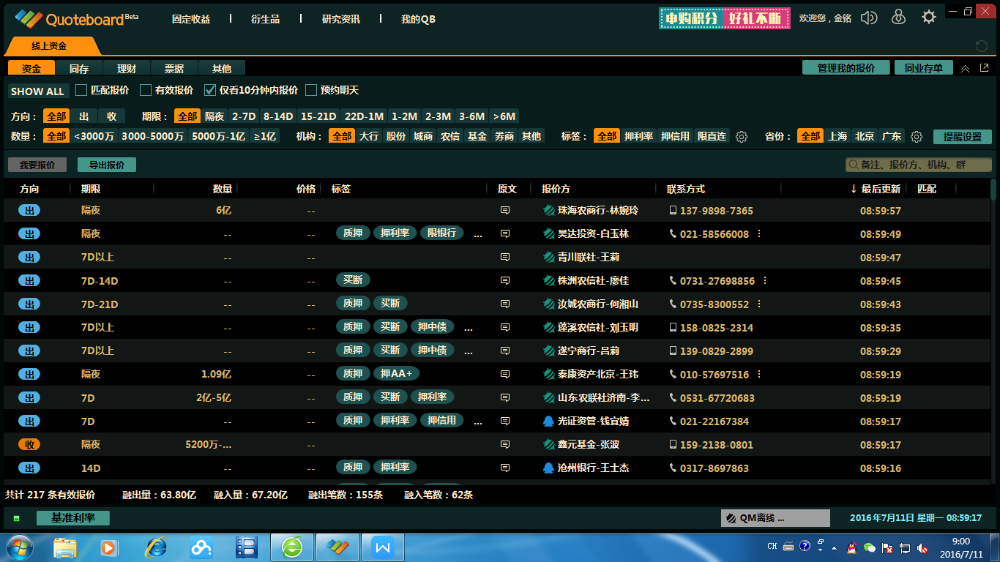 Quoteboard Beta 固定收益 衍生品 研究资讯 我的QB 申购积分 好礼不断 欢迎您，金铭
线上资金
资金 同存 理财 票据 其他 管理我的报价 同业存单
SHOW ALL 匹配报价 有效报价 仅看10分钟内报价 预约明天
方向： 全部 出 收 期限： 全部 隔夜 2-7D 8-14D 15-21D 22D-1M 1-2M 2-3M 3-6M >6M
数量： 全部 <3000万 3000-5000万 5000万-1亿 ≥1亿 机构： 全部 大行 股份 城商 农信 基金 券商 其他 标签： 全部 押利率 押信用 限直连 省份： 全部 上海 北京 广东 提醒设置
我要报价 导出报价 备注、报价方、机构、群
方向 期限 数量 价格 标签 原文 报价方 联系方式 ↓ 最后更新 匹配
出 隔夜 6亿 -- 珠海农商行-林婉玲 137-9898-7365 08:59:57
出 隔夜 -- -- 质押 押利率 限银行 ... 昊达投资-白玉林 021-58566008 08:59:49
出 7D以上 -- -- 青川联社-王莉 08:59:47
出 7D-14D -- -- 买断 株洲农信社-廖佳 0731-27698856 08:59:45
出 7D-21D -- -- 质押 买断 汝城农商行-何湘山 0735-8300552 08:59:43
出 7D以上 -- -- 质押 买断 押中债 ... 蓬溪农信社-刘玉明 158-0825-2314 08:59:35
出 7D以上 -- -- 质押 买断 押中债 ... 遂宁商行-吕莉 139-0829-2899 08:59:29
出 隔夜 1.09亿 -- 质押 押AA+ 泰康资产北京-王玮 010-57697516 08:59:19
出 7D 2亿-5亿 -- 质押 买断 押利率 山东农联社济南-李... 0531-67720683 08:59:19
出 7D -- -- 质押 押利率 押信用 ... 光证资管-钱宜婧 021-22167384 08:59:17
收 隔夜 5200万-... -- 鑫元基金-张波 159-2138-0801 08:59:17
出 14D -- -- 质押 押利率 沧州银行-王士杰 0317-8697863 08:59:16
共计 217 条有效报价 融出量：63.80亿 融入量：67.20亿 融出笔数：155条 融入笔数：62条
基准利率 QM离线 ... 2016年7月11日 星期一 08:59:17
CH 9:00
2016/7/11